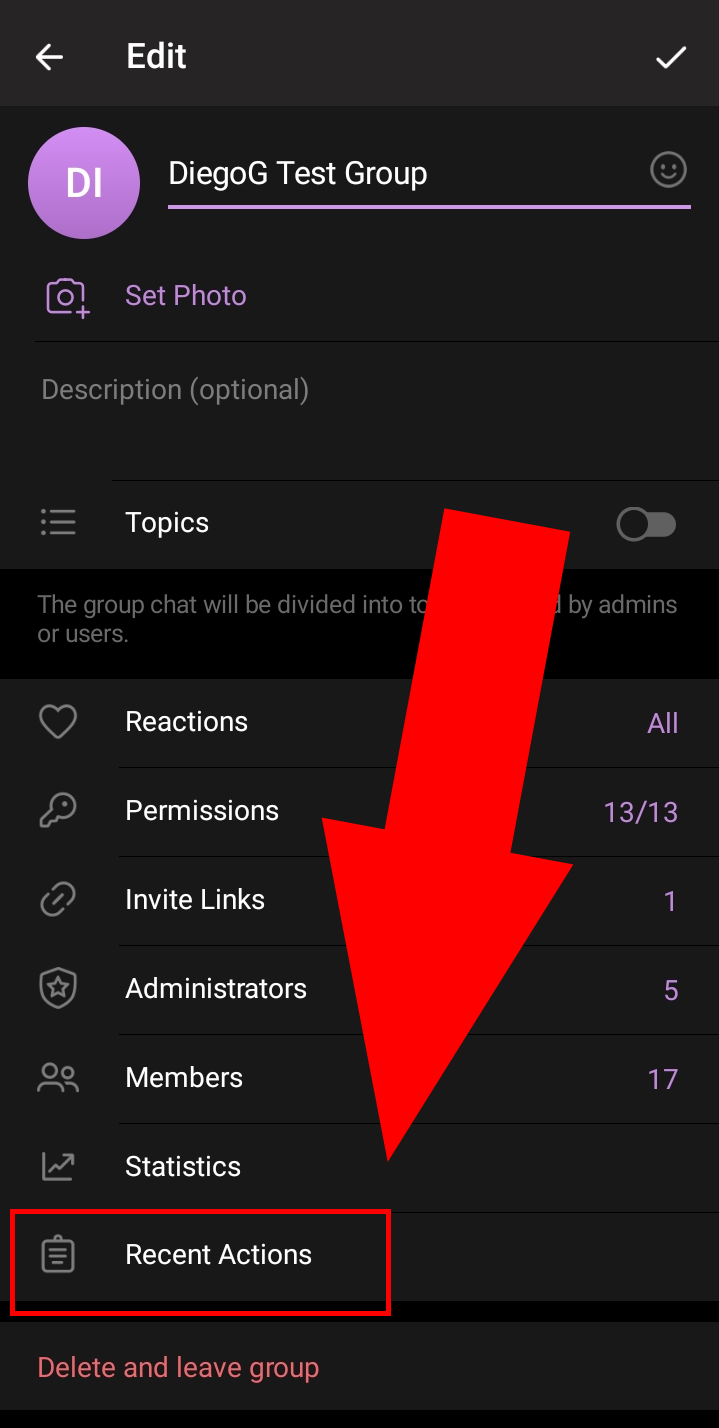 Edit
DI
DiegoG Test Group
Set Photo
Description (optional)
Topics
The group chat will be divided into by admins
or users.
Reactions
All
Permissions
13/13
Invite Links
1
Administrators
5
Members
17
Statistics
Recent Actions
Delete and leave group